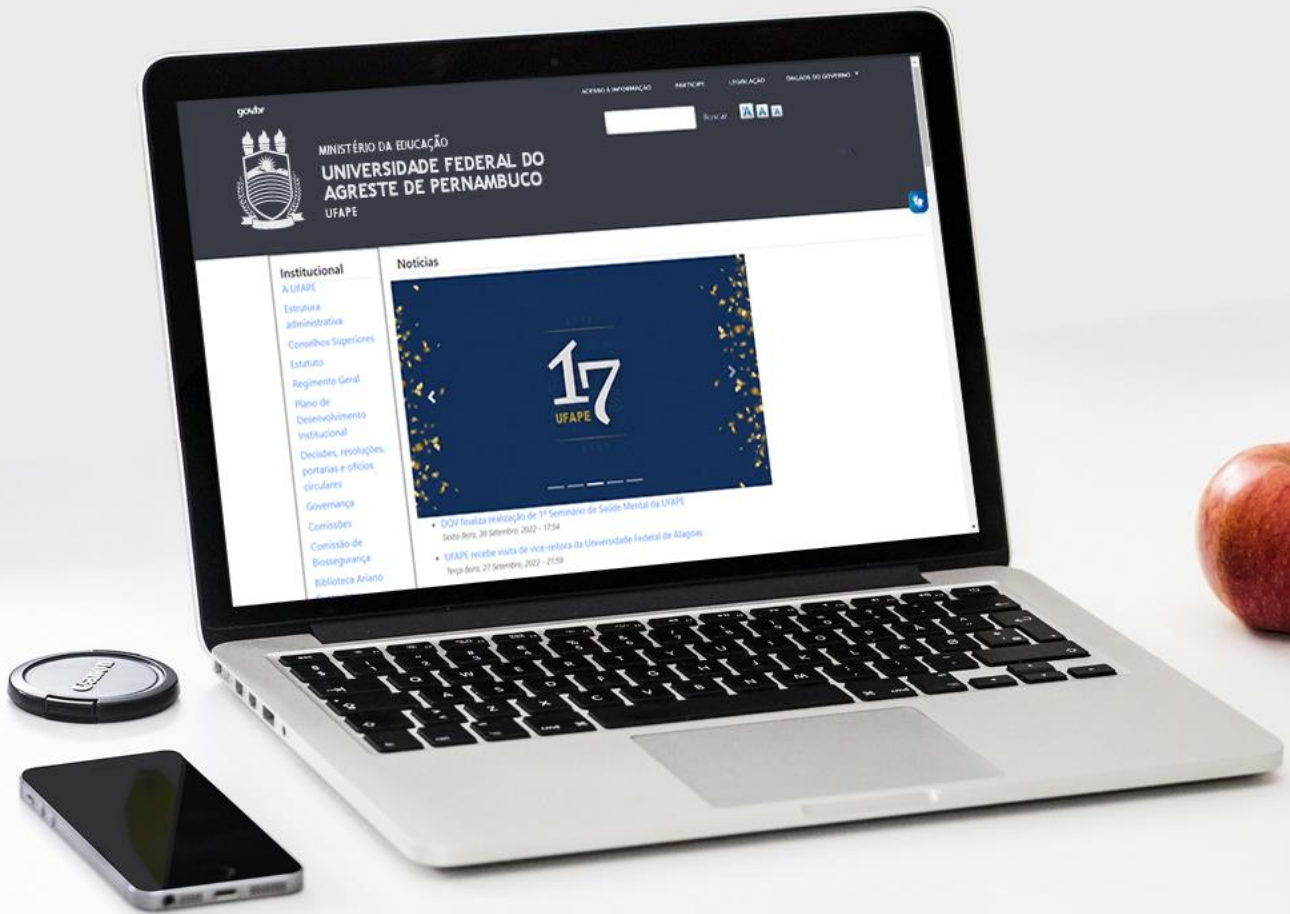 gov.br
ACESSO À INFORMAÇÃO
PARTICIPE
LEGISLAÇÃO
ÓRGÃOS DO GOVERNO
Buscar
A A A
MINISTÉRIO DA EDUCAÇÃO
UNIVERSIDADE FEDERAL DO
AGRESTE DE PERNAMBUCO
UFAPE
Institucional
A UFAPE
Estrutura
administrativa
Conselhos Superiores
Estatuto
Regimento Geral
Plano de
Desenvolvimento
Institucional
Decisões, resoluções,
portarias e ofícios
circulares
Governança
Comissões
Comissão de
Biossegurança
Biblioteca Ariano
Notícias
17
UFAPE
DQV finaliza realização de 1º Seminário de Saúde Mental da UFAPE
Sexta-feira, 30 Setembro, 2022 - 17:54
UFAPE recebe visita de vice-reitora da Universidade Federal de Alagoas
Terça-feira, 27 Setembro, 2022 - 21:59